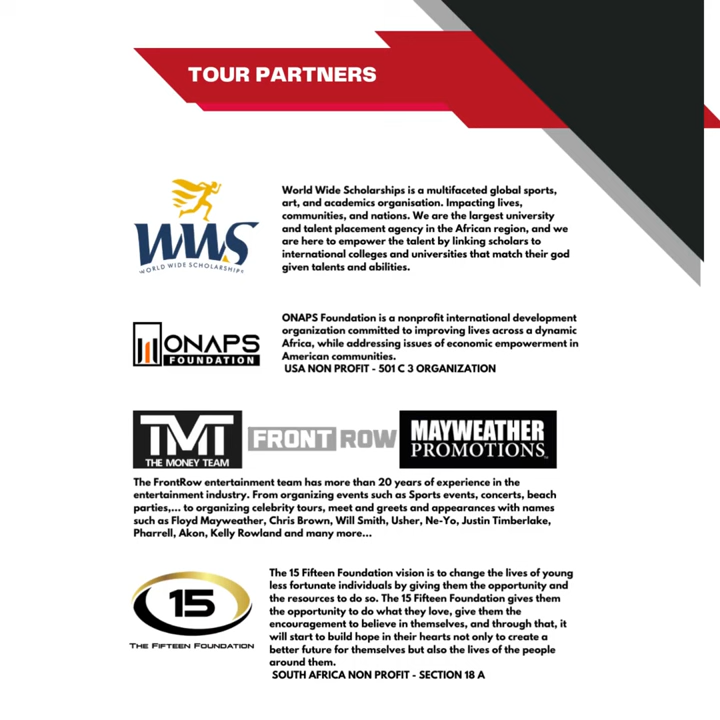 TOUR PARTNERS
WWS
WORLD WIDE SCHOLARSHIPS
World Wide Scholarships is a multifaceted global sports,
art, and academics organisation. Impacting lives,
communities, and nations. We are the largest university
and talent placement agency in the African region, and we
are here to empower the talent by linking scholars to
international colleges and universities that match their god
given talents and abilities.
ONAPS
FOUNDATION
ONAPS Foundation is a nonprofit international development
organization committed to improving lives across a dynamic
Africa, while addressing issues of economic empowerment in
American communities.
USA NON PROFIT - 501 C 3 ORGANIZATION
TMT
THE MONEY TEAM
FRONT ROW
MAYWEATHER
PROMOTIONS
The FrontRow entertainment team has more than 20 years of experience in the
entertainment industry. From organizing events such as Sports events, concerts, beach
parties,... to organizing celebrity tours, meet and greets and appearances with names
such as Floyd Mayweather, Chris Brown, Will Smith, Usher, Ne-Yo, Justin Timberlake,
Pharrell, Akon, Kelly Rowland and many more...
15
THE FIFTEEN FOUNDATION
The 15 Fifteen Foundation vision is to change the lives of young
less fortunate individuals by giving them the opportunity and
the resources to do so. The 15 Fifteen Foundation gives them
the opportunity to do what they love, give them the
encouragement to believe in themselves, and through that, it
will start to build hope in their hearts not only to create a
better future for themselves but also the lives of the people
around them.
SOUTH AFRICA NON PROFIT - SECTION 18 A